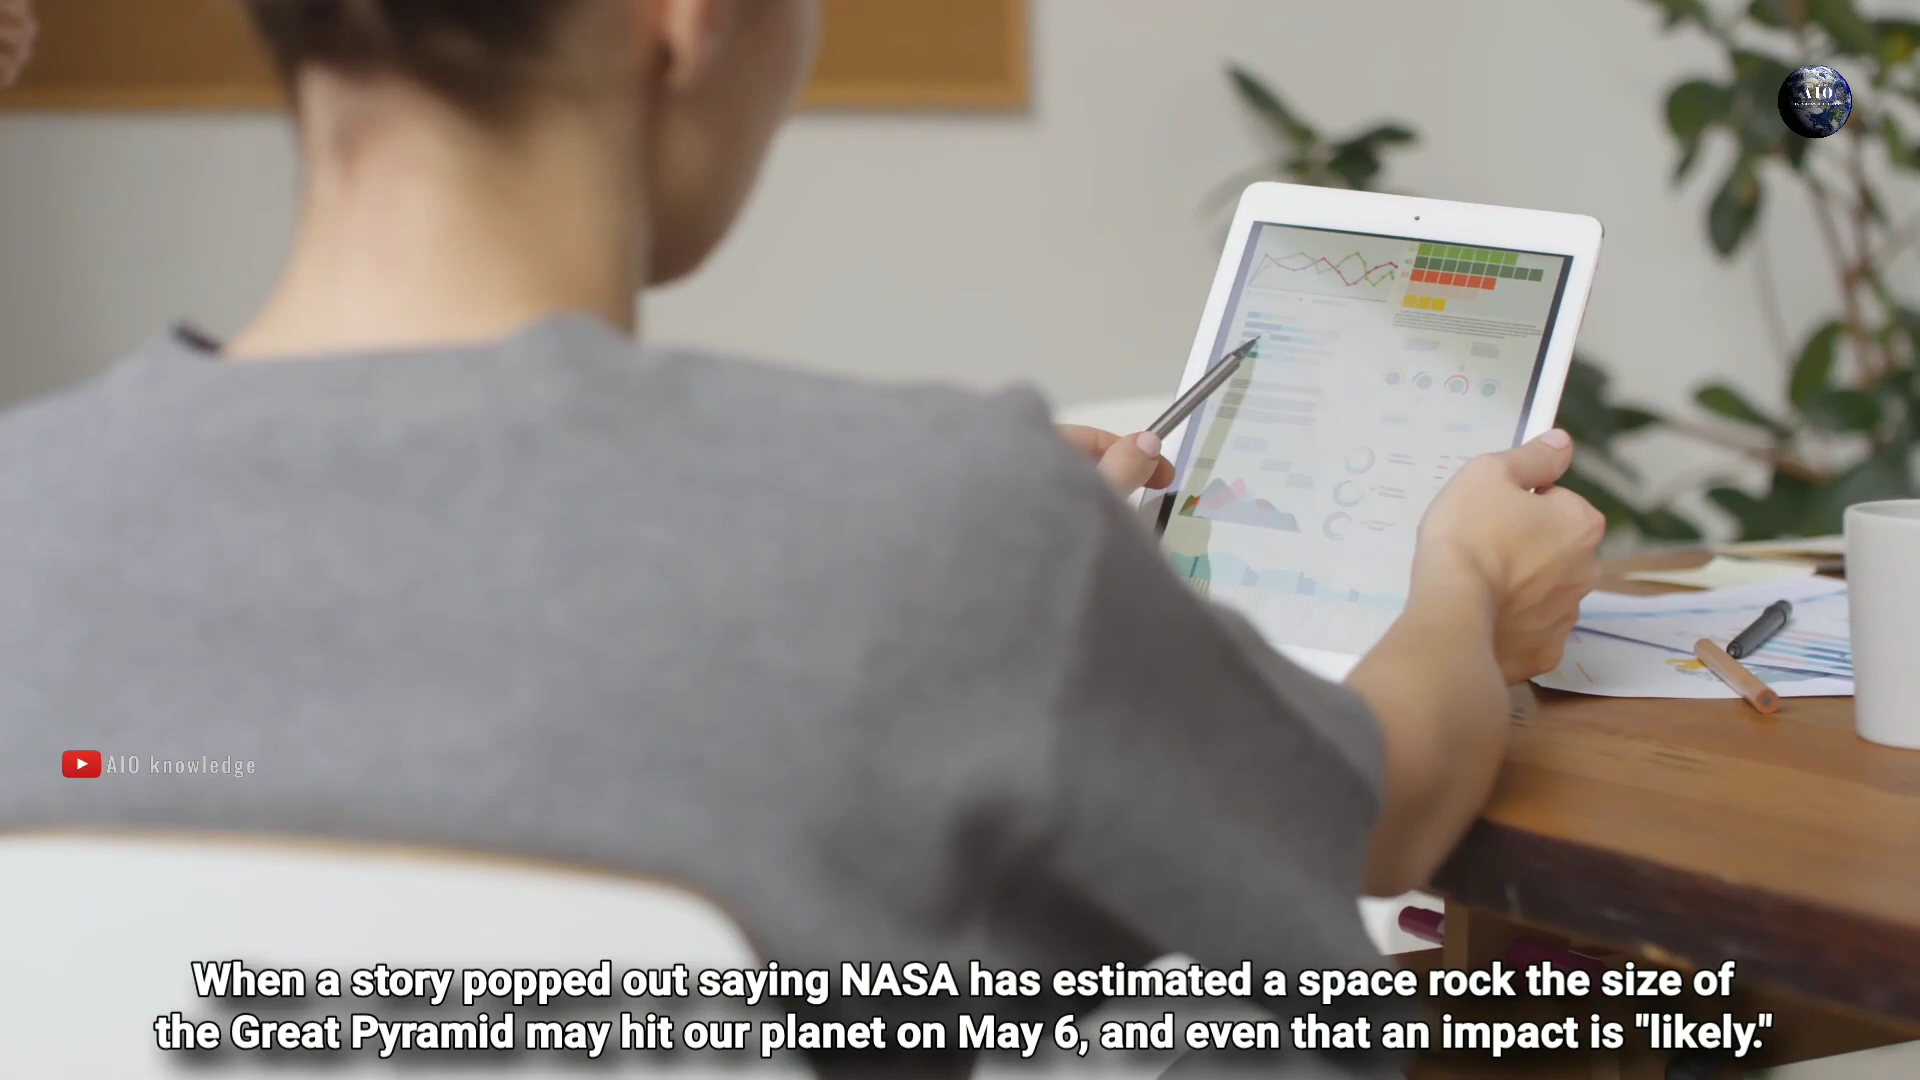 AIO
AIO knowledge
When a story popped out saying NASA has estimated a space rock the size of
the Great Pyramid may hit our planet on May 6, and even that an impact is "likely."